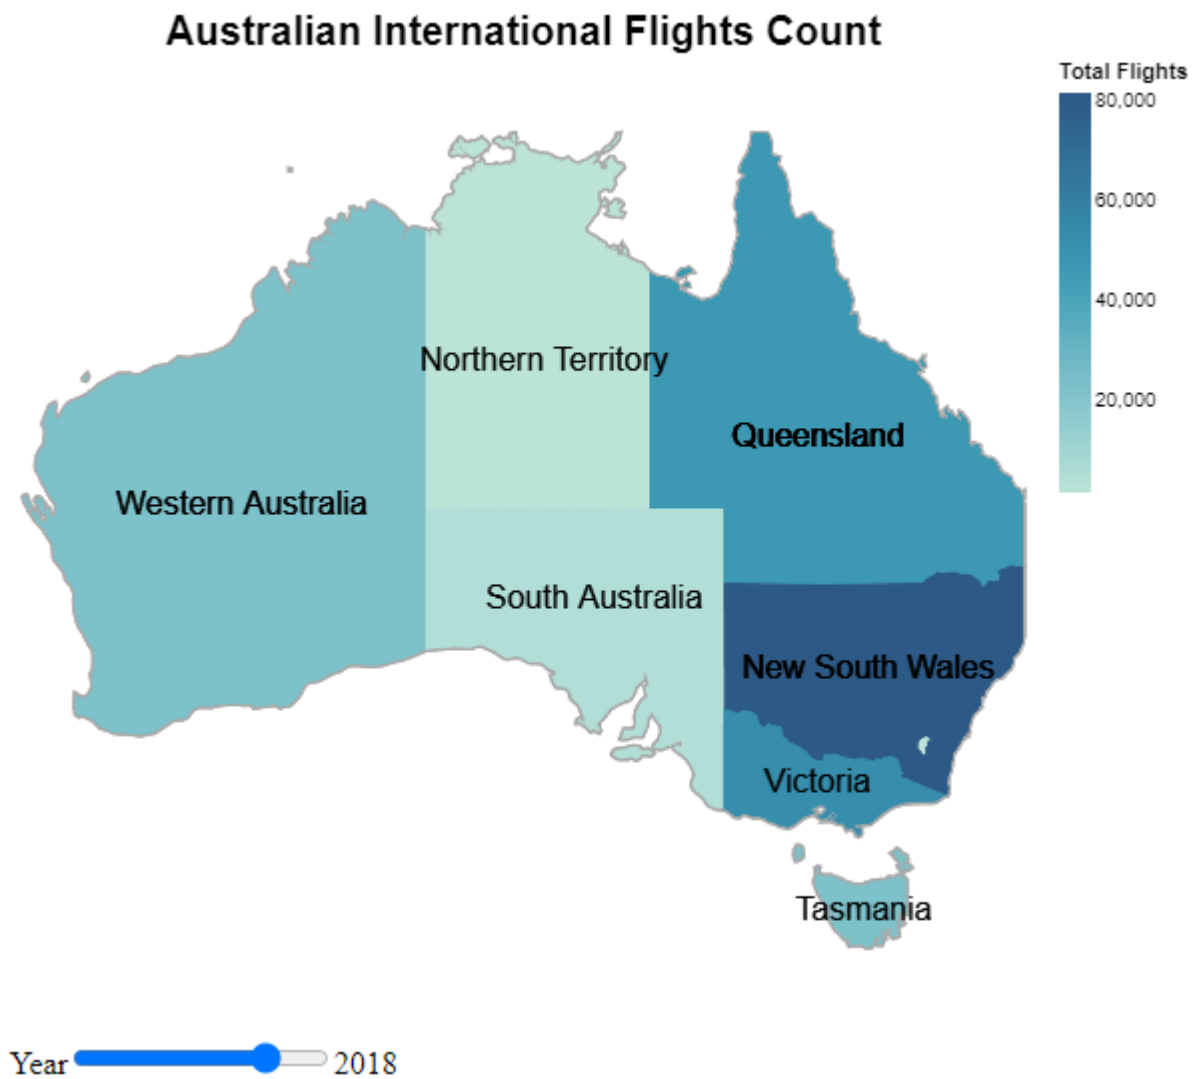 Australian International Flights Count
Total Flights
80,000
60,000
40,000
20,000
Northern Territory
Queensland
Western Australia
South Australia
New South Wales
Victoria
Tasmania
Year 2018